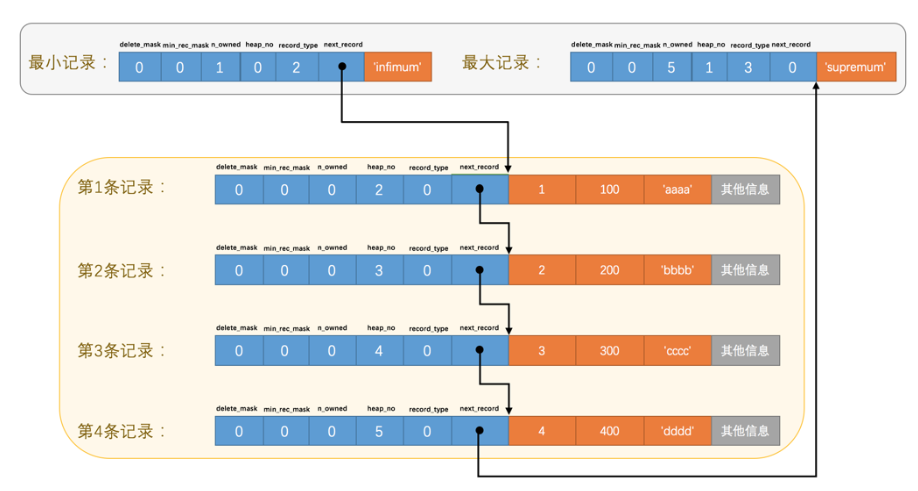 delete_mask min_rec_mask n_owned heap_no record_type next_record
最小记录： 0 0 1 0 2 'infimum'
delete_mask min_rec_mask n_owned heap_no record_type next_record
最大记录： 0 0 5 1 3 0 'supremum'
delete_mask min_rec_mask n_owned heap_no record_type next_record
第1条记录： 0 0 0 2 0 1 100 'aaaa' 其他信息
delete_mask min_rec_mask n_owned heap_no record_type next_record
第2条记录： 0 0 0 3 0 2 200 'bbbb' 其他信息
delete_mask min_rec_mask n_owned heap_no record_type next_record
第3条记录： 0 0 0 4 0 3 300 'cccc' 其他信息
delete_mask min_rec_mask n_owned heap_no record_type next_record
第4条记录： 0 0 0 5 0 4 400 'dddd' 其他信息